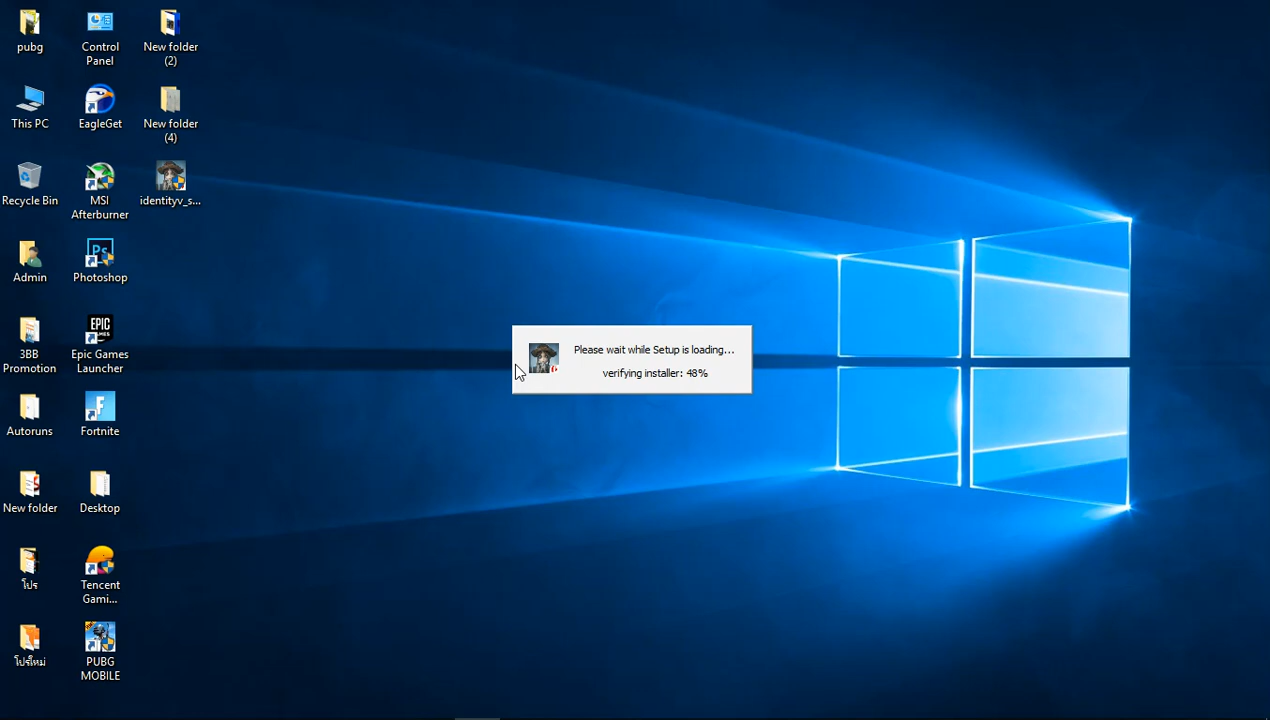 pubg
Control
Panel
New folder
(2)
This PC
EagleGet
New folder
(4)
Recycle Bin
MSI
Afterburner
identityv_s...
Admin
Ps
Photoshop
3BB
Promotion
EPIC
GAMES
Epic Games
Launcher
Autoruns
F
Fortnite
New folder
Desktop
โปร
Tencent
Gami...
โปรใหม่
PUBG
MOBILE
Please wait while Setup is loading...
verifying installer: 48%